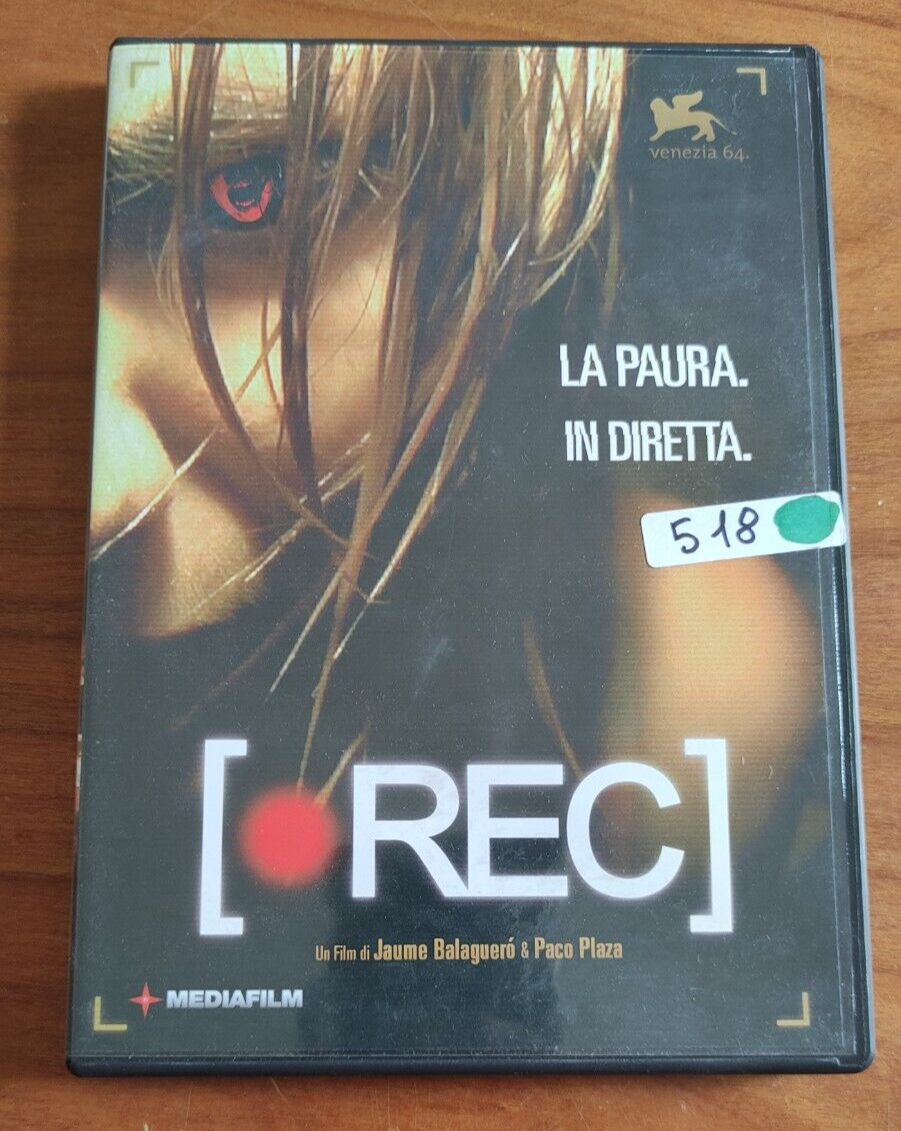 venezia 64.
LA PAURA.
IN DIRETTA.
518
[•REC]
Un Film di Jaume Balagueró & Paco Plaza
MEDIAFILM